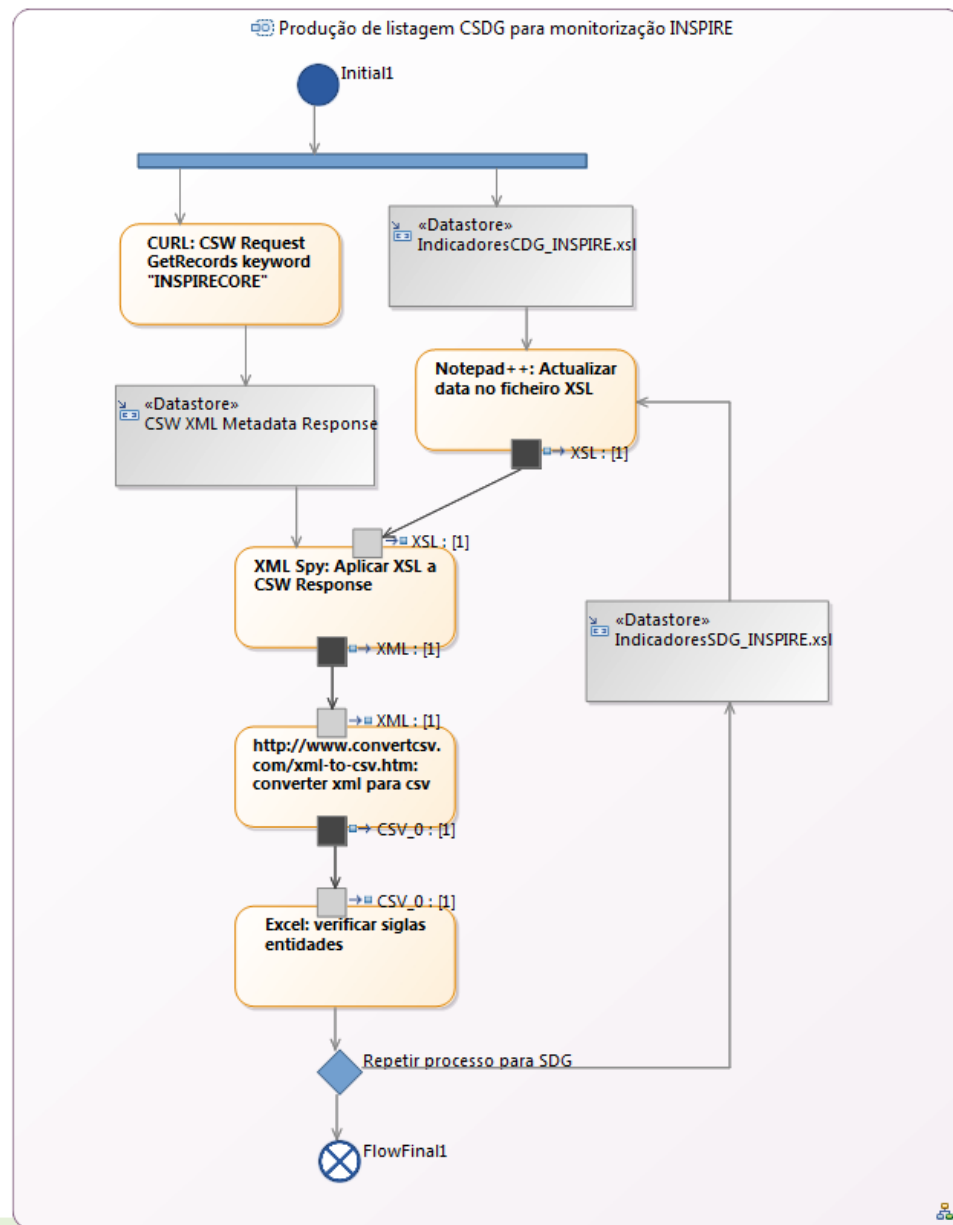 Produção de listagem CSDG para monitorização INSPIRE
Initial1
CURL: CSW Request
GetRecords keyword
"INSPIRECORE"
«Datastore»
IndicadoresCDG_INSPIRE.xsl
Notepad++: Actualizar
data no ficheiro XSL
XSL : [1]
«Datastore»
CSW XML Metadata Response
XSL : [1]
XML Spy: Aplicar XSL a
CSW Response
XML : [1]
«Datastore»
IndicadoresSDG_INSPIRE.xsl
XML : [1]
http://www.convertcsv.
com/xml-to-csv.htm:
converter xml para csv
CSV_0 : [1]
CSV_0 : [1]
Excel: verificar siglas
entidades
Repetir processo para SDG
FlowFinal1